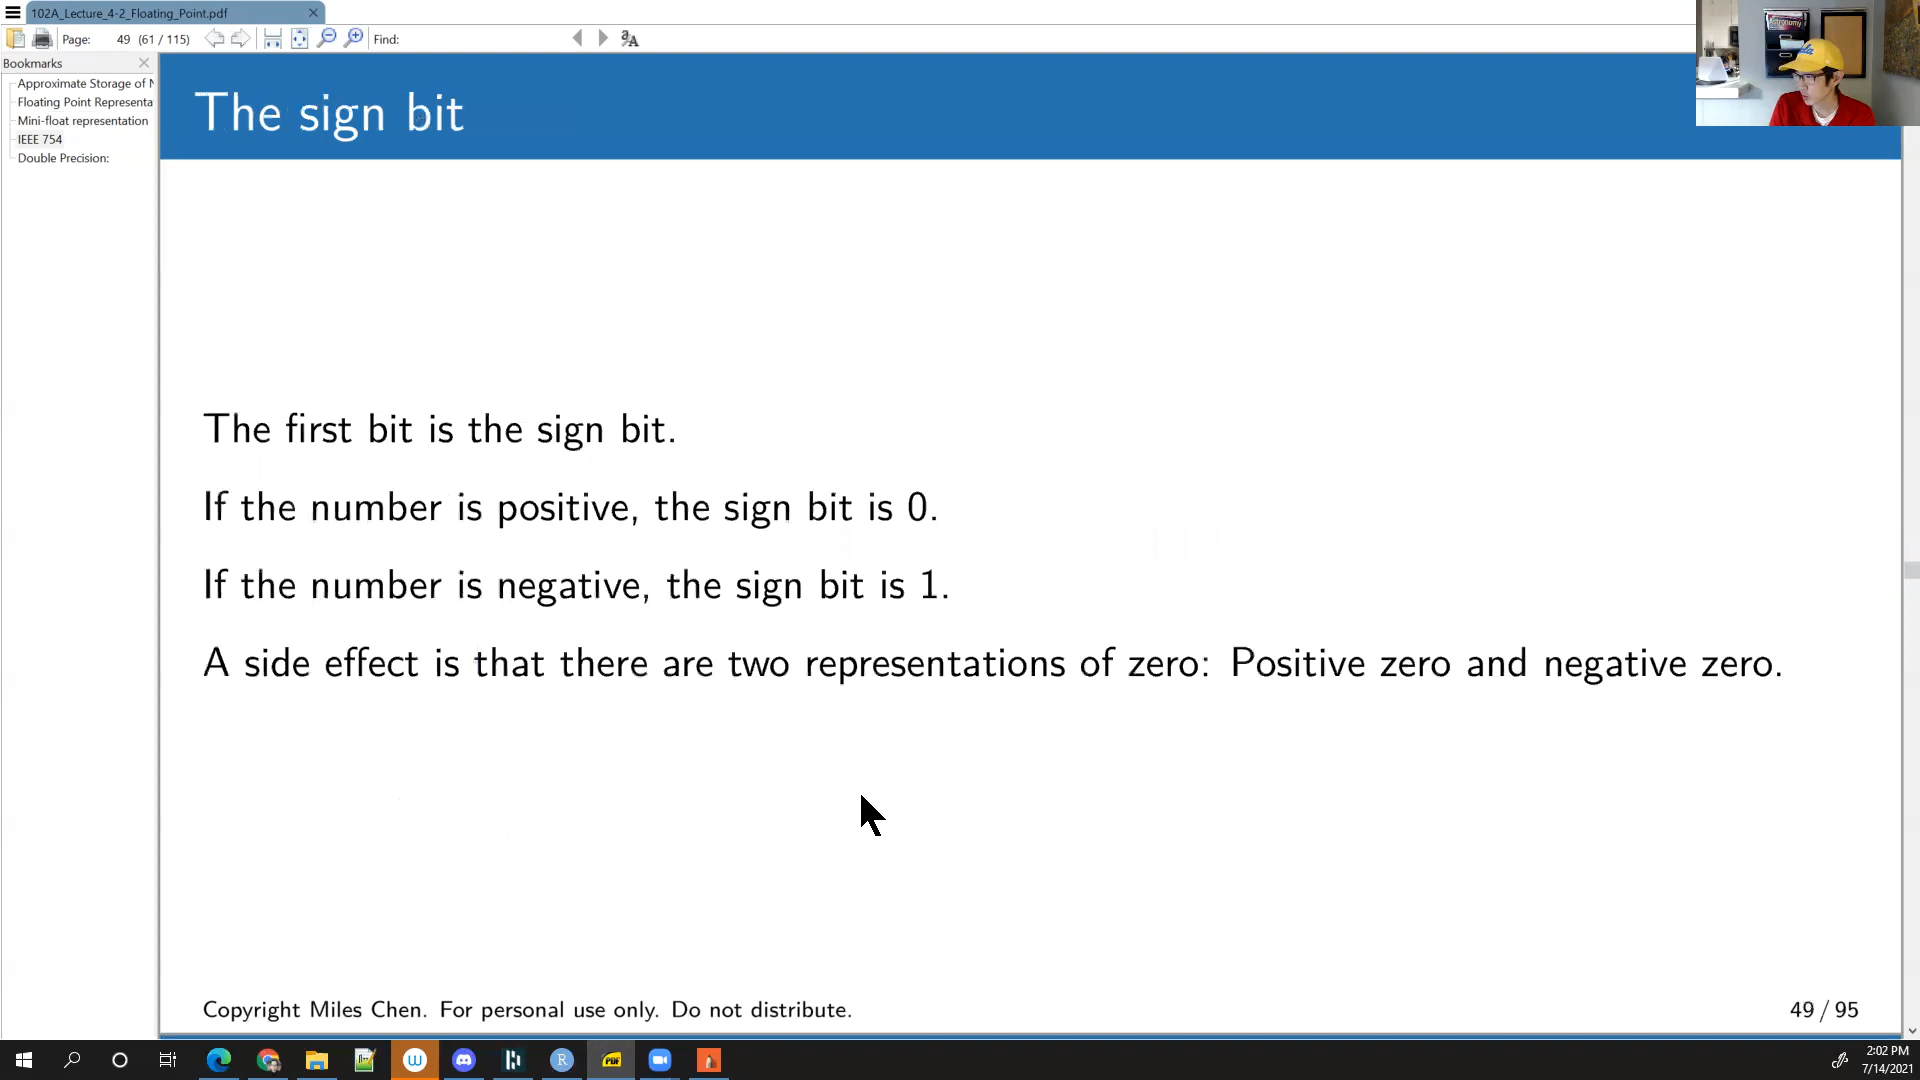 102A_Lecture_4-2_Floating_Point.pdf
Page: 49 (61 / 115) Find:
Bookmarks
Approximate Storage of N
Floating Point Representa
Mini-float representation
IEEE 754
Double Precision:
The sign bit
The first bit is the sign bit.
If the number is positive, the sign bit is 0.
If the number is negative, the sign bit is 1.
A side effect is that there are two representations of zero: Positive zero and negative zero.
Copyright Miles Chen. For personal use only. Do not distribute.
49 / 95
2:02 PM
7/14/2021